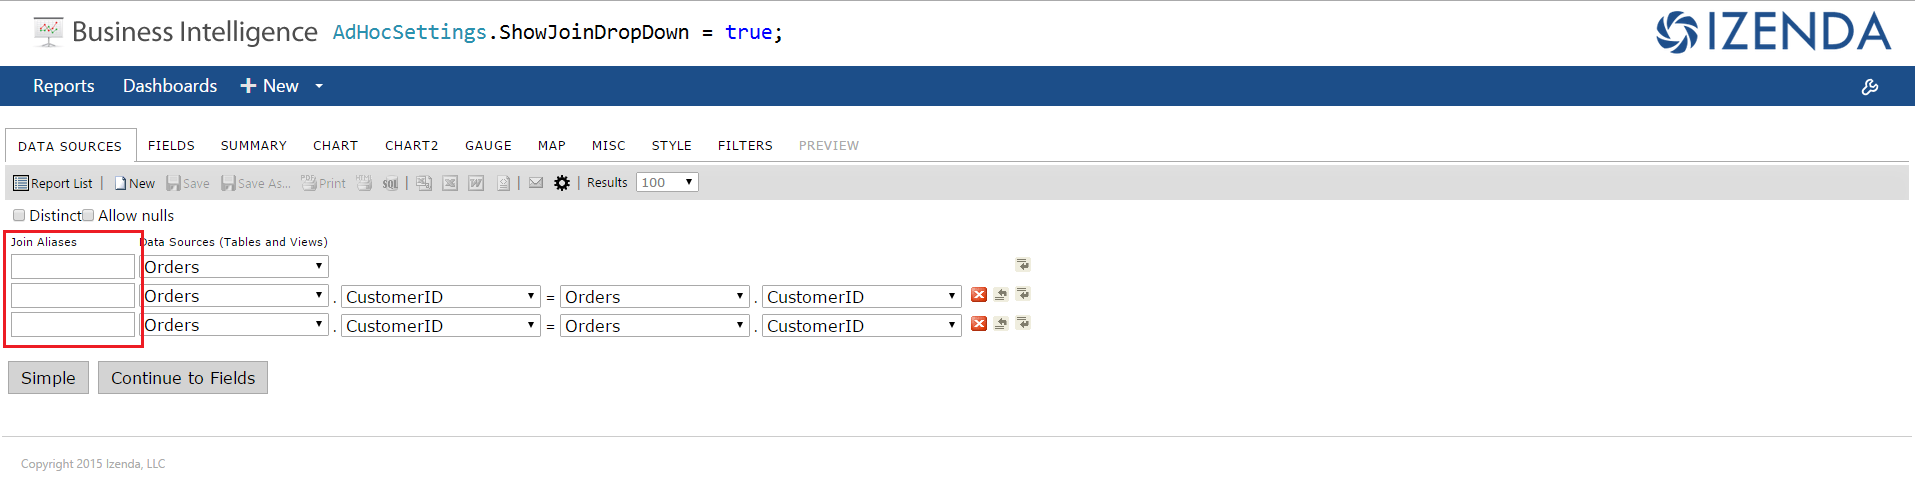 Business Intelligence AdHocSettings.ShowJoinDropDown = true; IZENDA
Reports Dashboards + New
DATA SOURCES FIELDS SUMMARY CHART CHART2 GAUGE MAP MISC STYLE FILTERS PREVIEW
Report List | New Save Save As... PDF Print HTML SQL | | Results 100
Distinct Allow nulls
Join Aliases Data Sources (Tables and Views)
Orders
Orders . CustomerID = Orders . CustomerID
Orders . CustomerID = Orders . CustomerID
Simple Continue to Fields
Copyright 2015 Izenda, LLC